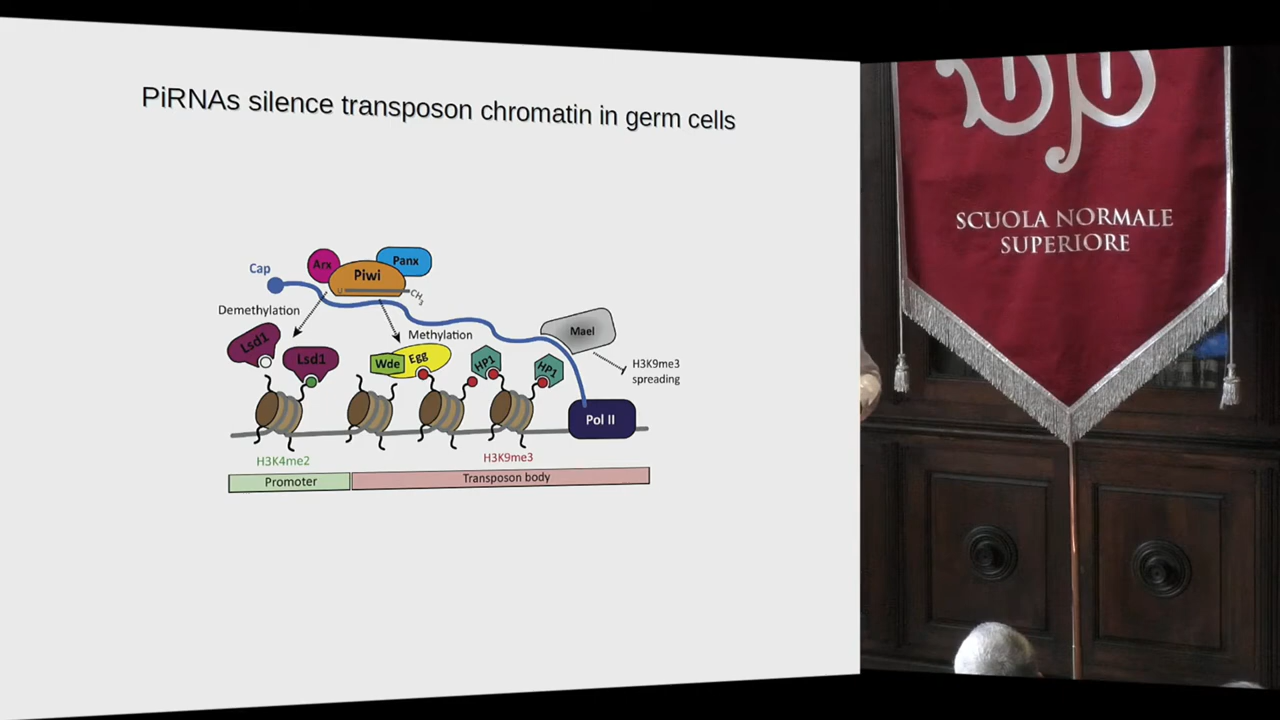 PiRNAs silence transposon chromatin in germ cells
Cap
Arx
Piwi
Panx
U
CH3
Demethylation
Methylation
Mael
H3K9me3
spreading
Lsd1
Lsd1
Wde
Egg
HP1
HP1
Pol II
H3K4me2
H3K9me3
Promoter
Transposon body
SCUOLA NORMALE
SUPERIORE